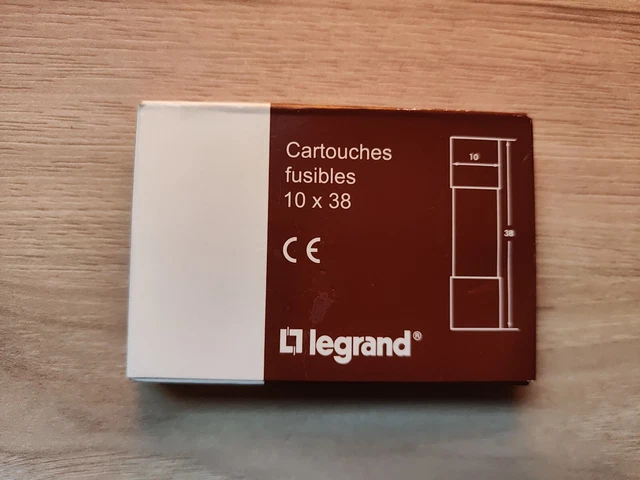 Cartouches
fusibles
10 x 38
CE
legrand®
10
38